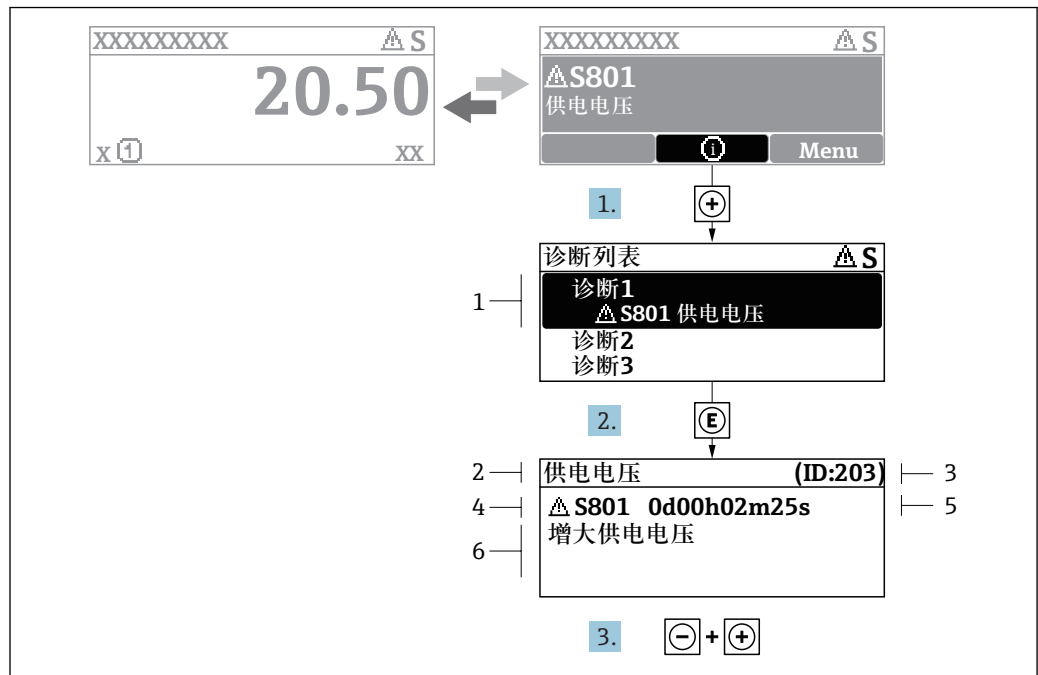 XXXXXXXXX ⚠ S
20.50
x ① XX
XXXXXXXXX ⚠ S
⚠ S801
供电电压
ⓘ Menu
1. +
诊断列表 ⚠ S
1
诊断1
⚠ S801 供电电压
诊断2
诊断3
2. E
2 供电电压 (ID:203) 3
4 ⚠ S801 0d00h02m25s 5
增大供电电压
6
3. - + +